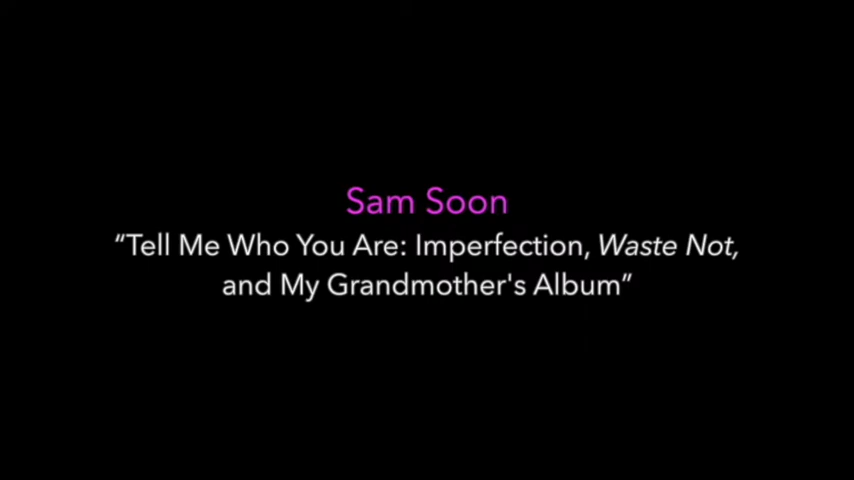 Sam Soon
“Tell Me Who You Are: Imperfection, Waste Not,
and My Grandmother's Album”